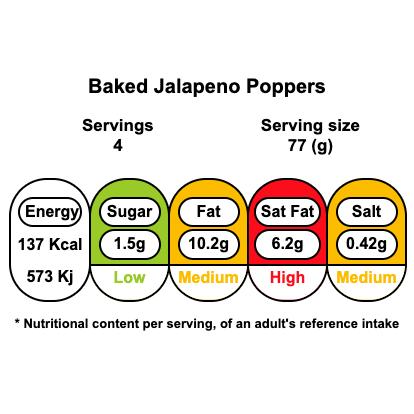 Baked Jalapeno Poppers
Servings Serving size
4 77 (g)
Energy Sugar Fat Sat Fat Salt
137 Kcal 1.5g 10.2g 6.2g 0.42g
573 Kj Low Medium High Medium
* Nutritional content per serving, of an adult's reference intake